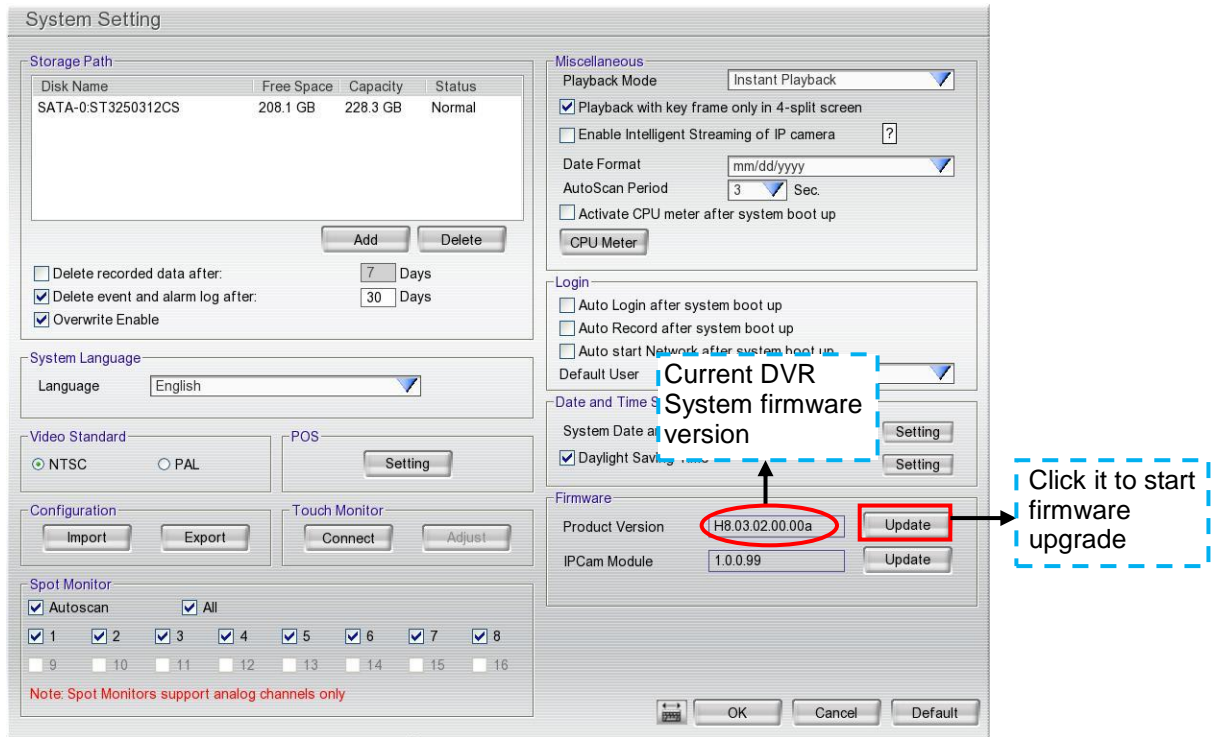 System Setting
Storage Path
Disk Name Free Space Capacity Status
SATA-0:ST3250312CS 208.1 GB 228.3 GB Normal
Add Delete
Delete recorded data after: 7 Days
Delete event and alarm log after: 30 Days
Overwrite Enable
System Language
Language English
Video Standard
NTSC PAL
POS
Setting
Configuration
Import Export
Touch Monitor
Connect Adjust
Spot Monitor
Autoscan All
1 2 3 4 5 6 7 8
9 10 11 12 13 14 15 16
Note: Spot Monitors support analog channels only
Miscellaneous
Playback Mode Instant Playback
Playback with key frame only in 4-split screen
Enable Intelligent Streaming of IP camera ?
Date Format mm/dd/yyyy
AutoScan Period 3 Sec.
Activate CPU meter after system boot up
CPU Meter
Login
Auto Login after system boot up
Auto Record after system boot up
Auto start Network after system boot up
Default User
Current DVR
System firmware
version
Date and Time S
System Date a Setting
Daylight Saving Time Setting
Firmware
Product Version H8.03.02.00.00a Update
IPCam Module 1.0.0.99 Update
Click it to start
firmware
upgrade
OK Cancel Default